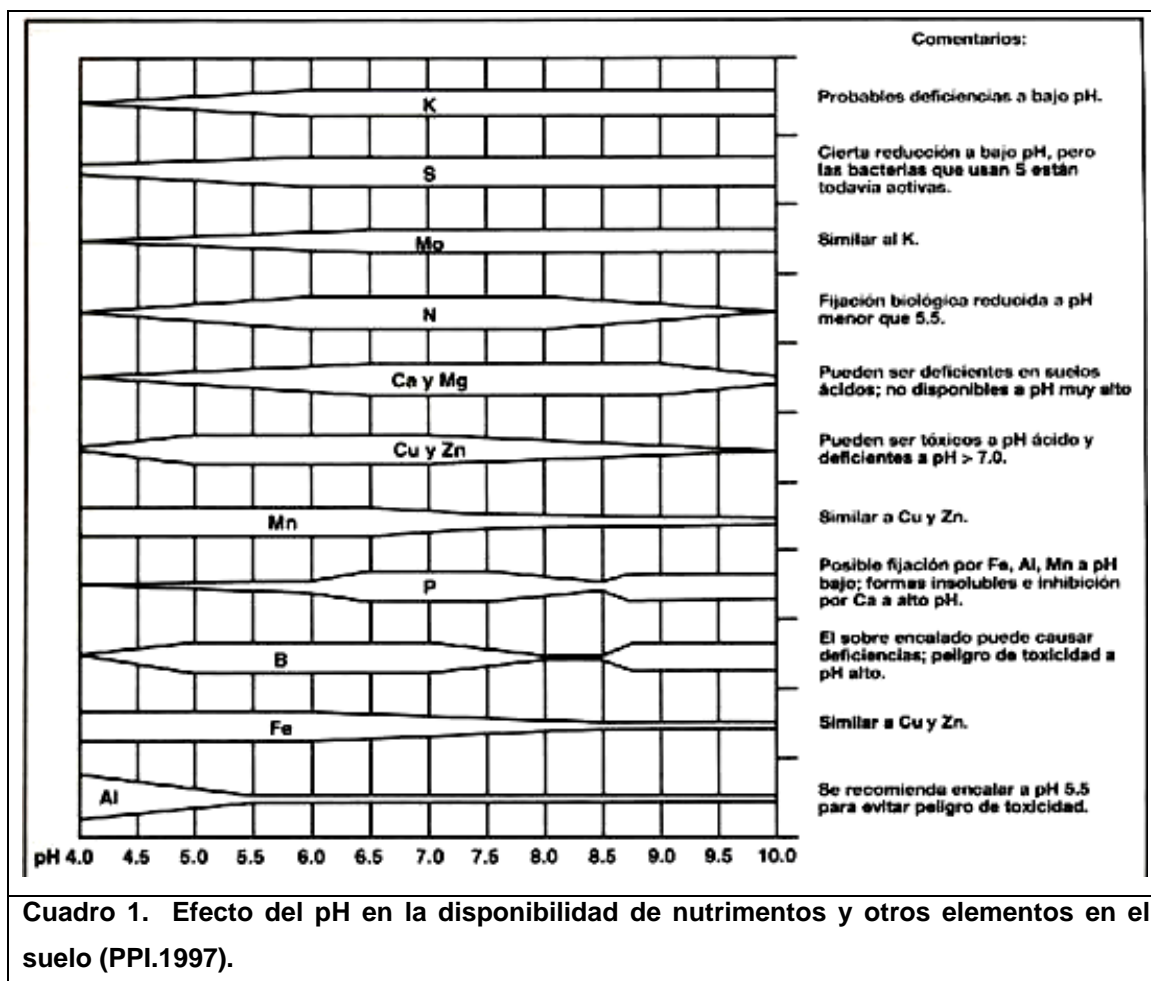 Comentarios:
K
Probables deficiencias a bajo pH.
S
Cierta reducción a bajo pH, pero
las bacterias que usan 5 están
todavia activas.
Mo
Similar al K.
N
Fijación biológica reducida a pH
menor que 5.5.
Ca y Mg
Pueden ser deficientes en suelos
ácidos; no disponibles a pH muy alto
Cu y Zn
Pueden ser tóxicos a pH ácido y
deficientes a pH > 7.0.
Mn
Similar a Cu y Zn.
P
Posible fijación por Fe, Al, Mn a pH
bajo; formas insolubles e inhibición
por Ca a alto pH.
B
El sobre encalado puede causar
deficiencias; peligro de toxicidad a
pH alto.
Fe
Similar a Cu y Zn.
Al
Se recomienda encalar a pH 5.5
para evitar peligro de toxicidad.
pH 4.0 4.5 5.0 5.5 6.0 6.5 7.0 7.5 8.0 8.5 9.0 9.5 10.0
Cuadro 1. Efecto del pH en la disponibilidad de nutrimentos y otros elementos en el
suelo (PPI.1997).